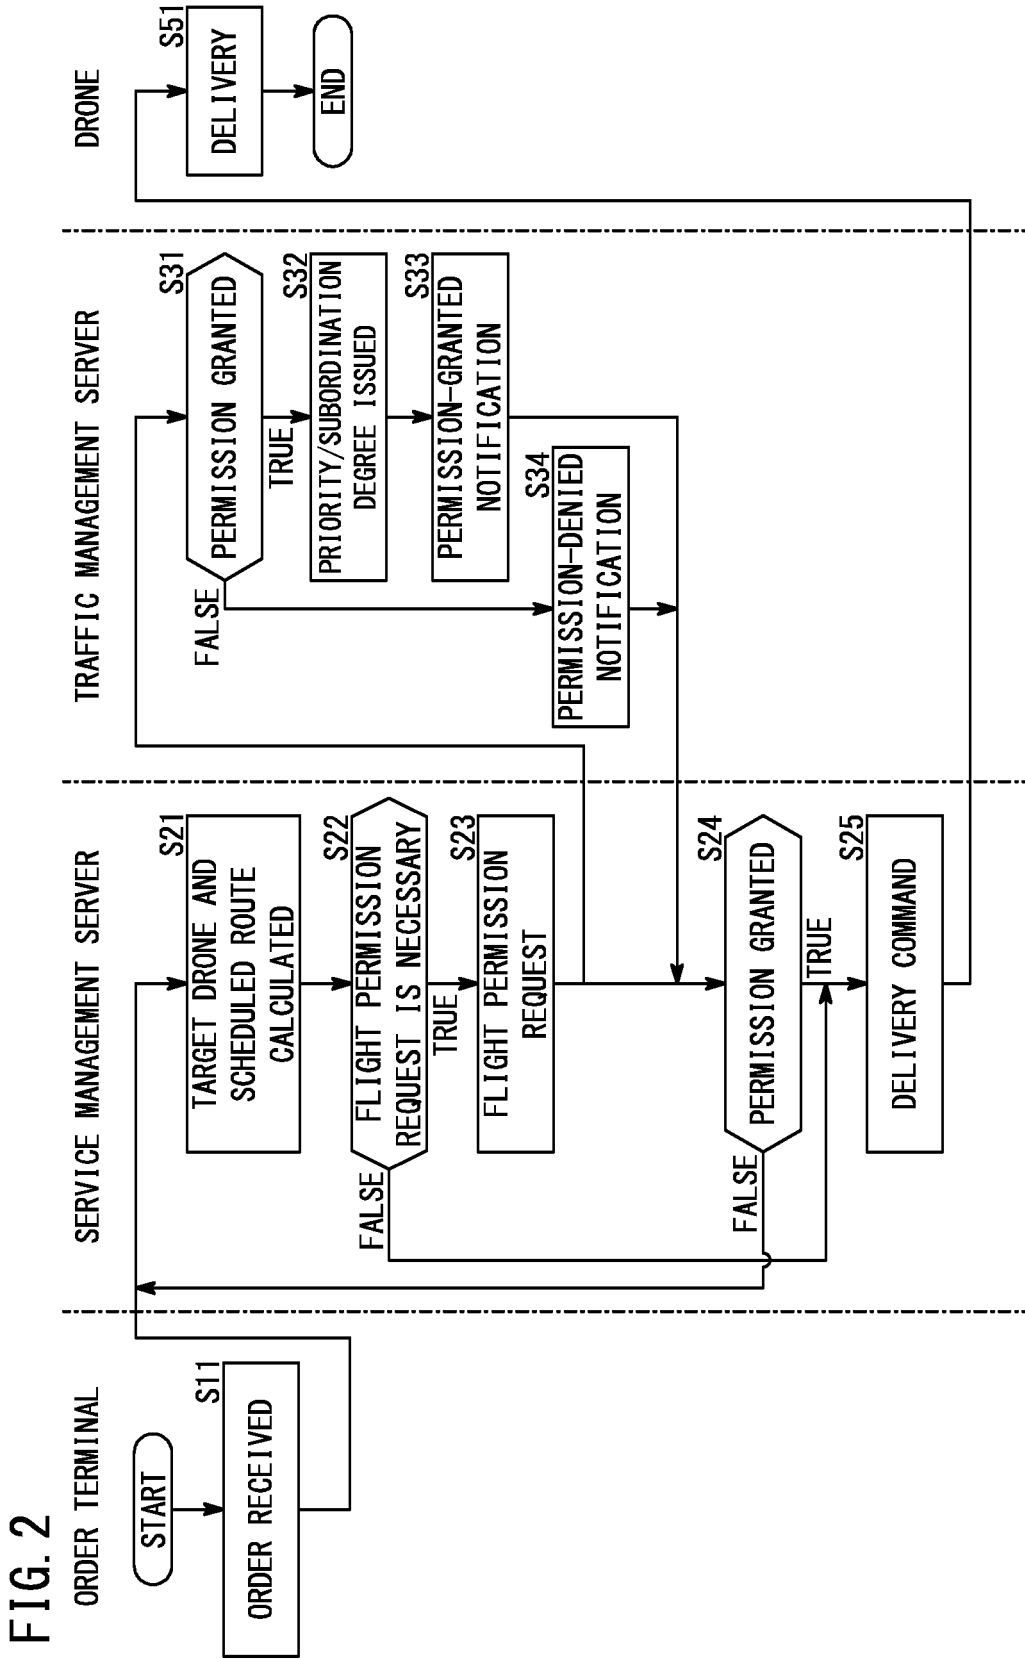 FIG. 2
ORDER TERMINAL
START
S11
ORDER RECEIVED
SERVICE MANAGEMENT SERVER
S21
TARGET DRONE AND
SCHEDULED ROUTE
CALCULATED
S22
FLIGHT PERMISSION
REQUEST IS NECESSARY
FALSE
TRUE
S23
FLIGHT PERMISSION
REQUEST
S24
PERMISSION GRANTED
FALSE
TRUE
S25
DELIVERY COMMAND
TRAFFIC MANAGEMENT SERVER
S31
PERMISSION GRANTED
FALSE
TRUE
S32
PRIORITY/SUBORDINATION
DEGREE ISSUED
S33
PERMISSION-GRANTED
NOTIFICATION
S34
PERMISSION-DENIED
NOTIFICATION
DRONE
S51
DELIVERY
END